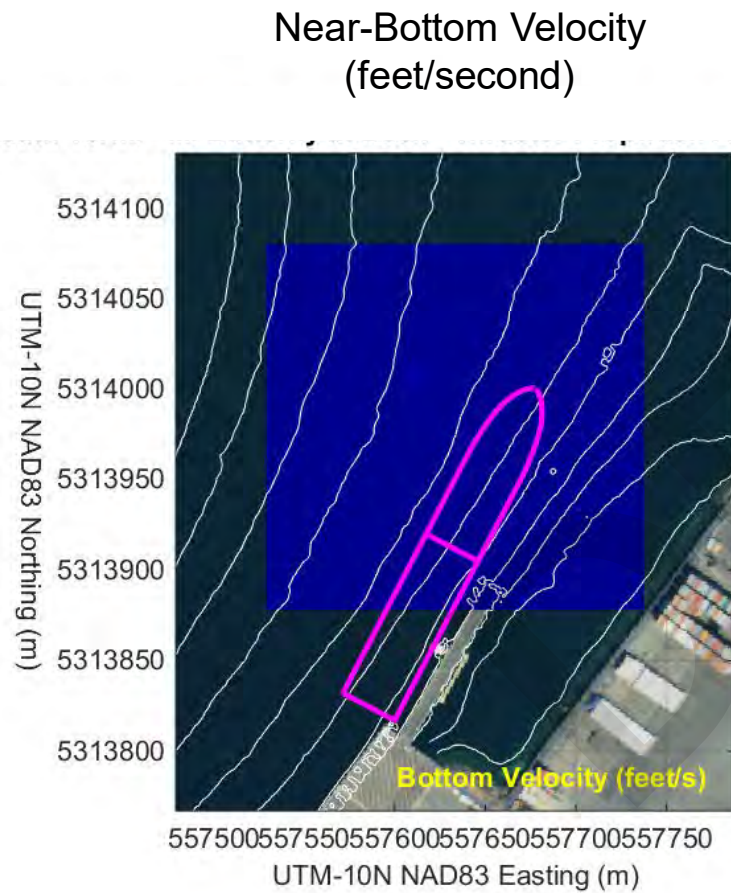 Near-Bottom Velocity
(feet/second)
5314100
5314050
5314000
5313950
5313900
5313850
5313800
UTM-10N NAD83 Northing (m)
Bottom Velocity (feet/s)
557500557550557600557650557700557750
UTM-10N NAD83 Easting (m)